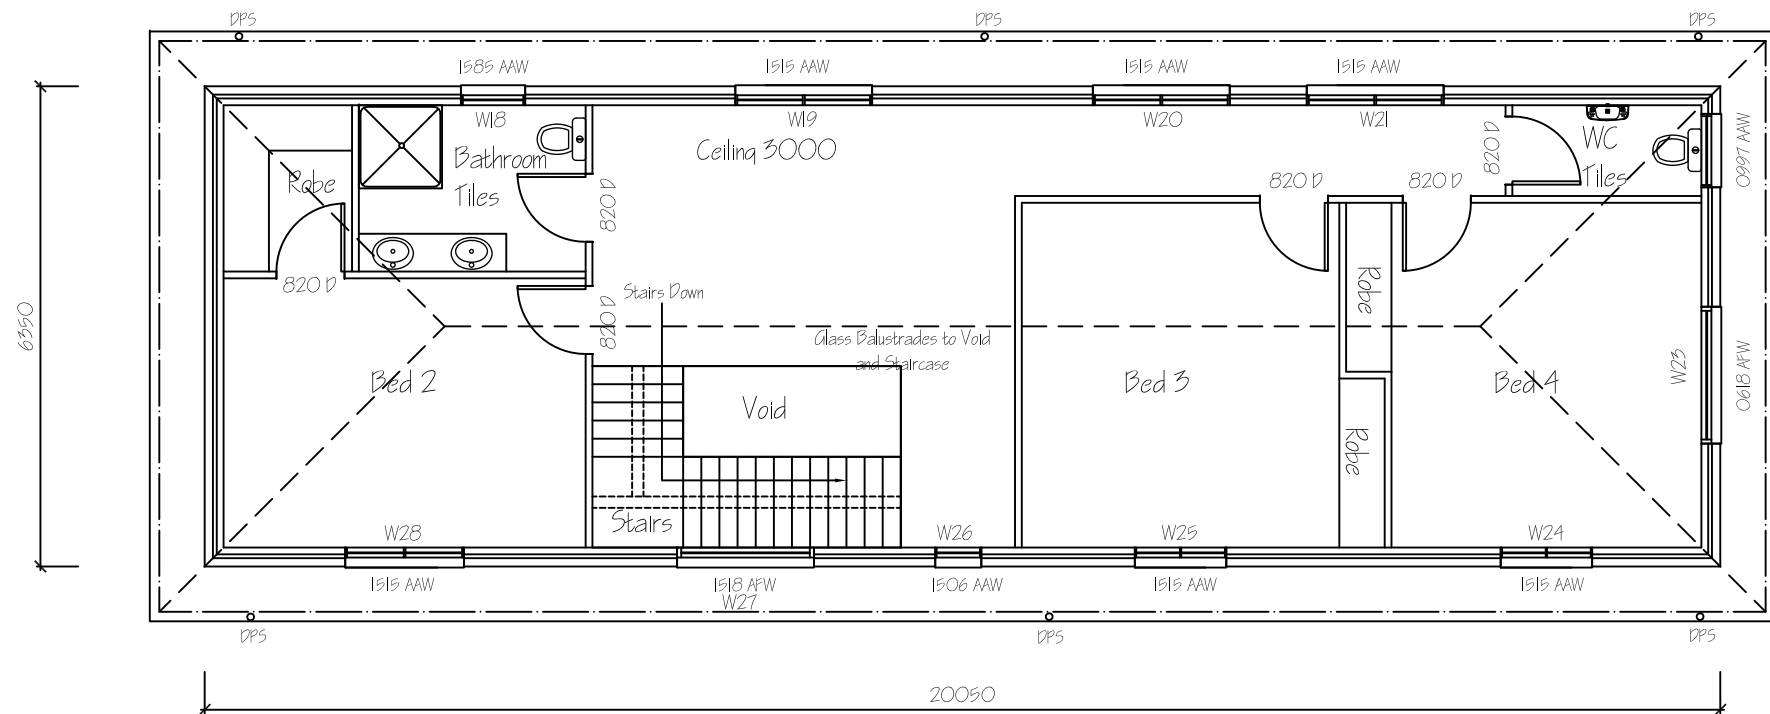 DPS
DPS
DPS
1585 AAW
1515 AAW
1515 AAW
1515 AAW
W18
W19
W20
W21
820 D
WC
Tiles
0997 AAW
Ceiling 3000
Bathroom
Tiles
Robe
820 D
820 D
820 D
820 D
Stairs Down
820 D
Robe
6350
Glass Balustrades to Void
and Staircase
Bed 2
Void
Bed 3
Bed 4
W23
0618 AFW
Robe
Stairs
W28
W26
W25
W24
1515 AAW
1518 AFW
1506 AAW
1515 AAW
1515 AAW
W27
DPS
DPS
DPS
20050